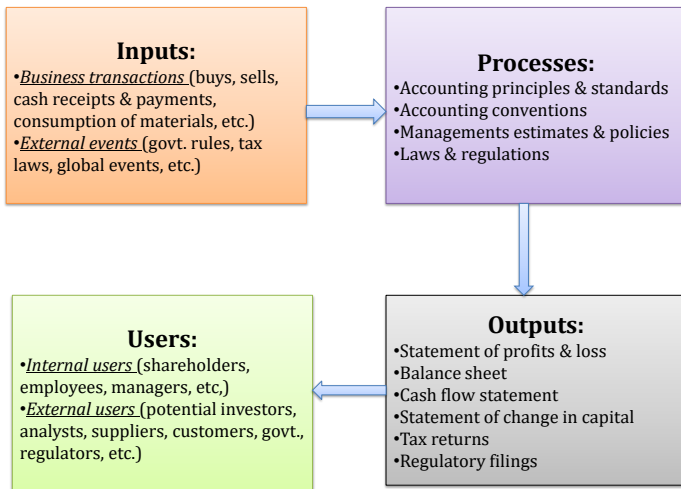 Inputs:
•Business transactions (buys, sells,
cash receipts & payments,
consumption of materials, etc.)
•External events (govt. rules, tax
laws, global events, etc.)
Processes:
•Accounting principles & standards
•Accounting conventions
•Managements estimates & policies
•Laws & regulations
Users:
•Internal users (shareholders,
employees, managers, etc,)
•External users (potential investors,
analysts, suppliers, customers, govt.,
regulators, etc.)
Outputs:
•Statement of profits & loss
•Balance sheet
•Cash flow statement
•Statement of change in capital
•Tax returns
•Regulatory filings